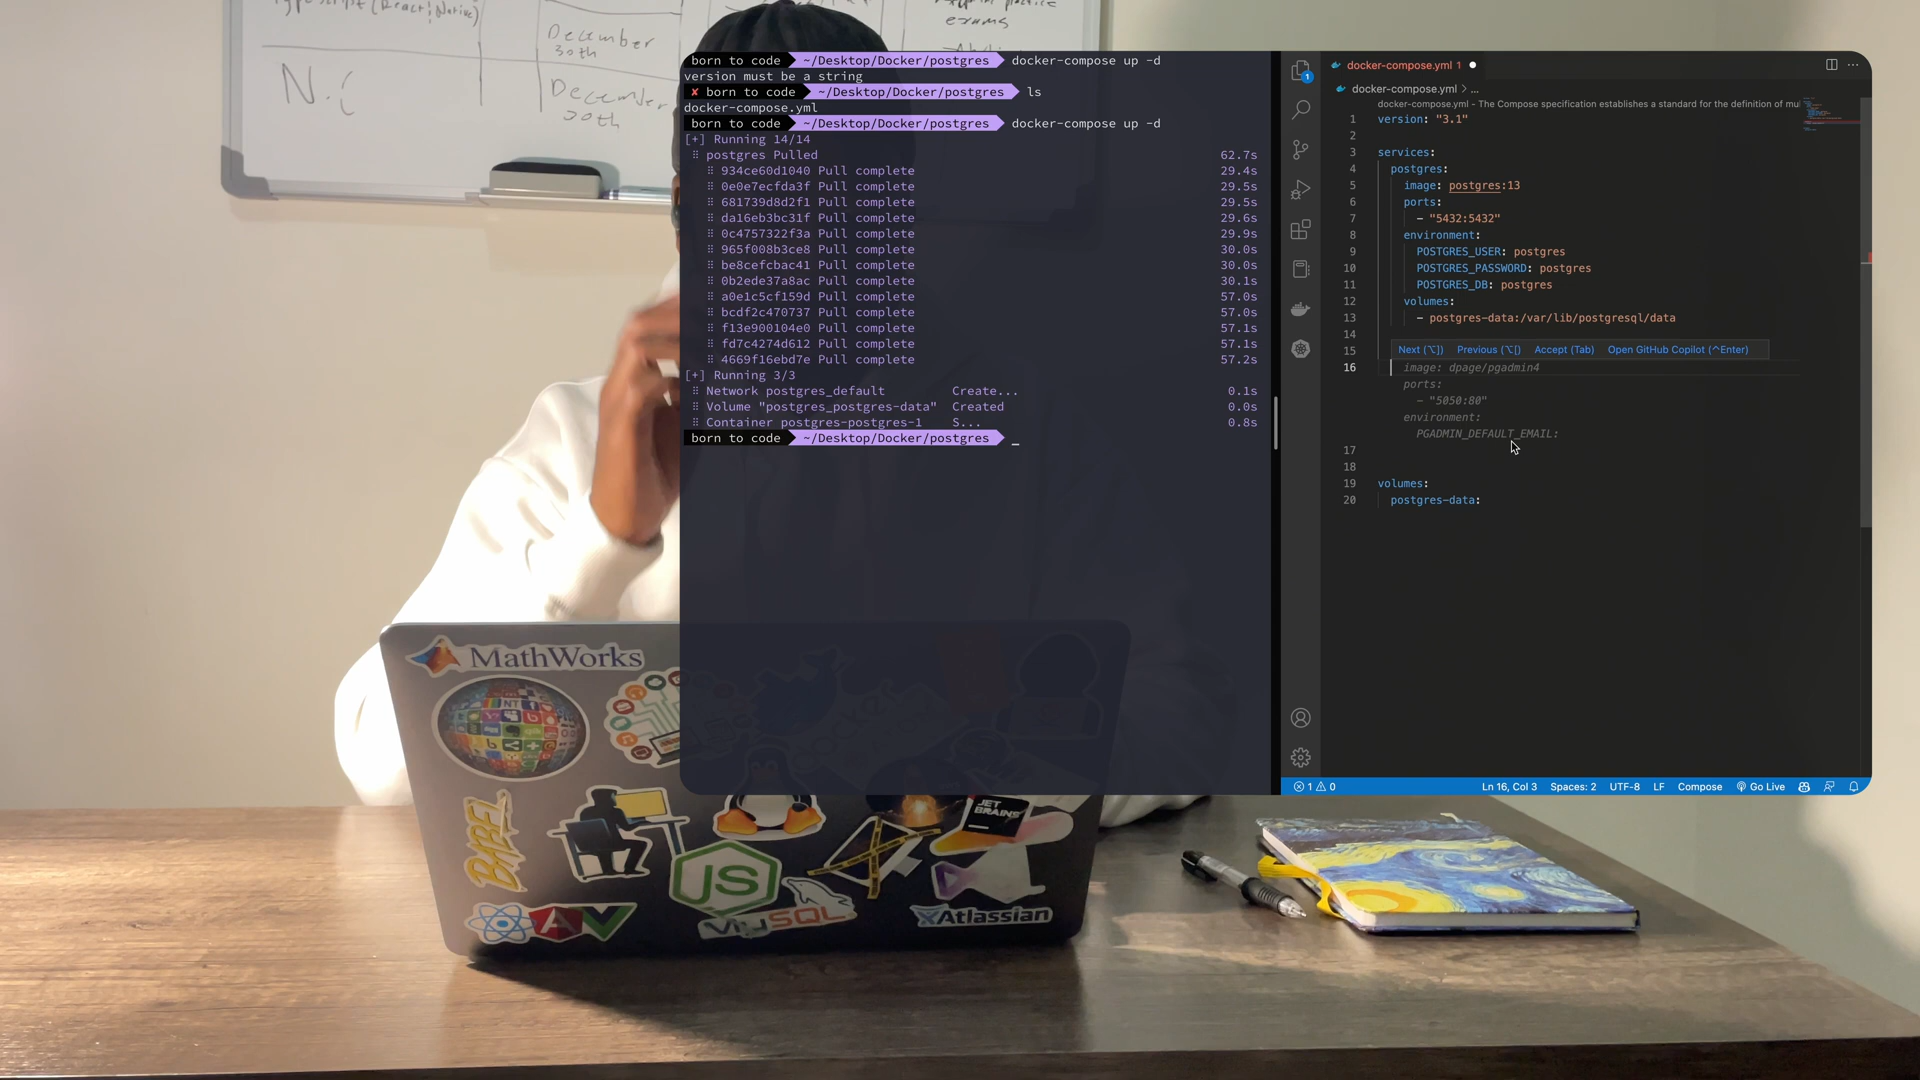 TypeScript (React Native)
December
30th
N.(
December
30th
practice
exams
born to code ~/Desktop/Docker/postgres docker-compose up -d
version must be a string
✘ born to code ~/Desktop/Docker/postgres ls
docker-compose.yml
born to code ~/Desktop/Docker/postgres docker-compose up -d
[+] Running 14/14
⠿ postgres Pulled 62.7s
⠿ 934ce60d1040 Pull complete 29.4s
⠿ 0e0e7ecfda3f Pull complete 29.5s
⠿ 681739d8d2f1 Pull complete 29.5s
⠿ da16eb3bc31f Pull complete 29.6s
⠿ 0c4757322f3a Pull complete 29.9s
⠿ 965f008b3ce8 Pull complete 30.0s
⠿ be8cefcbac41 Pull complete 30.0s
⠿ 0b2ede37a8ac Pull complete 30.1s
⠿ a0e1c5cf159d Pull complete 57.0s
⠿ bcdf2c470737 Pull complete 57.0s
⠿ f13e900104e0 Pull complete 57.1s
⠿ fd7c4274d612 Pull complete 57.1s
⠿ 4669f16ebd7e Pull complete 57.2s
[+] Running 3/3
⠿ Network postgres_default Create... 0.1s
⠿ Volume "postgres_postgres-data" Created 0.0s
⠿ Container postgres-postgres-1 S... 0.8s
born to code ~/Desktop/Docker/postgres _
1
docker-compose.yml 1
docker-compose.yml > ...
docker-compose.yml - The Compose specification establishes a standard for the definition of mu
1 version: "3.1"
2
3 services:
4 postgres:
5 image: postgres:13
6 ports:
7 - "5432:5432"
8 environment:
9 POSTGRES_USER: postgres
10 POSTGRES_PASSWORD: postgres
11 POSTGRES_DB: postgres
12 volumes:
13 - postgres-data:/var/lib/postgresql/data
14
15
Next (⌥]) Previous (⌥[) Accept (Tab) Open GitHub Copilot (^Enter)
16 image: dpage/pgadmin4
ports:
- "5050:80"
environment:
PGADMIN_DEFAULT_EMAIL:
17
18
19 volumes:
20 postgres-data:
1 0 Ln 16, Col 3 Spaces: 2 UTF-8 LF Compose Go Live
MathWorks
BABEL
JS
MySQL
JET
BRAINS
Atlassian